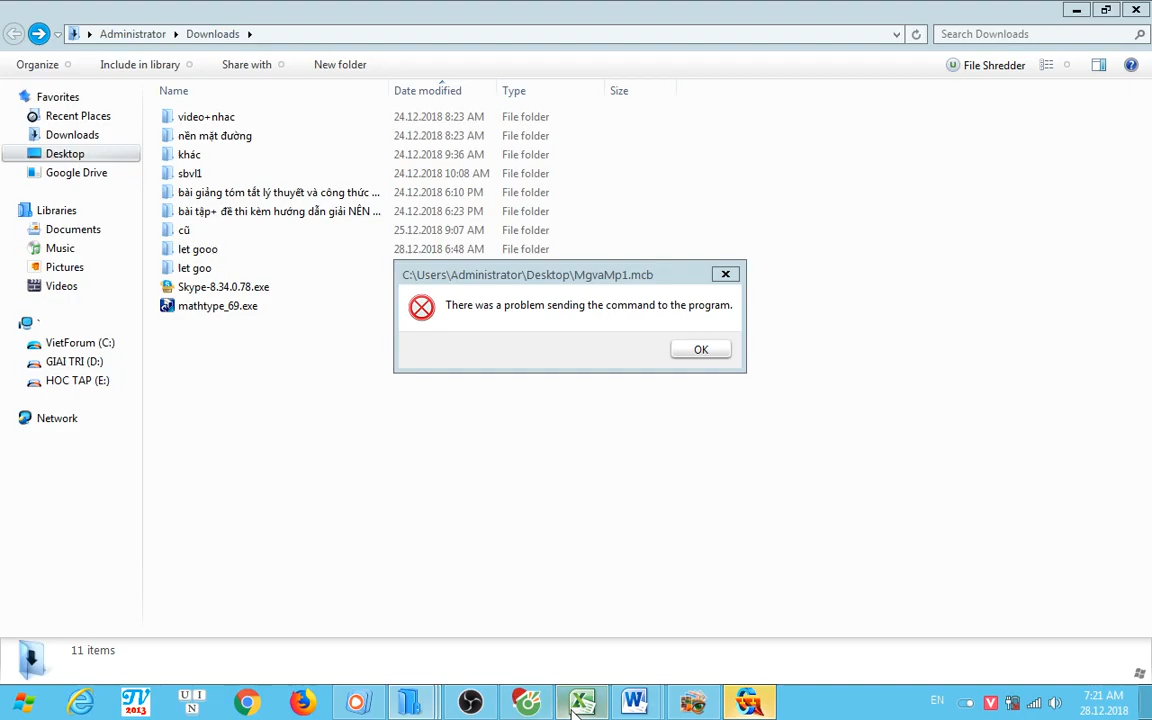 Administrator Downloads Search Downloads
Organize Include in library Share with New folder File Shredder
Name Date modified Type Size
Favorites
Recent Places
Downloads
Desktop
Google Drive
Libraries
Documents
Music
Pictures
Videos
VietForum (C:)
GIAI TRI (D:)
HOC TAP (E:)
Network
video+nhac 24.12.2018 8:23 AM File folder
nền mặt đường 24.12.2018 8:23 AM File folder
khác 24.12.2018 9:36 AM File folder
sbvl1 24.12.2018 10:08 AM File folder
bài giảng tóm tắt lý thuyết và công thức ... 24.12.2018 6:10 PM File folder
bài tập+ đề thi kèm hướng dẫn giải NÊN ... 24.12.2018 6:23 PM File folder
cũ 25.12.2018 9:07 AM File folder
let gooo 28.12.2018 6:48 AM File folder
let goo
Skype-8.34.0.78.exe
mathtype_69.exe
C:\Users\Administrator\Desktop\MgvaMp1.mcb
There was a problem sending the command to the program.
OK
11 items
TV 2013
U I N
EN
V
7:21 AM
28.12.2018